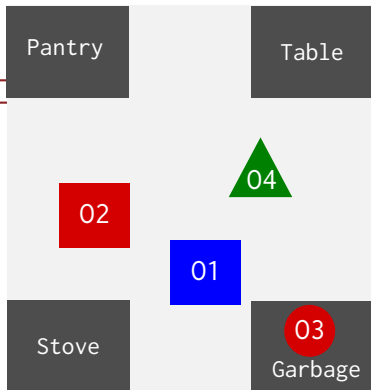 Pantry
Table
O4
O2
O1
O3
Stove
Garbage